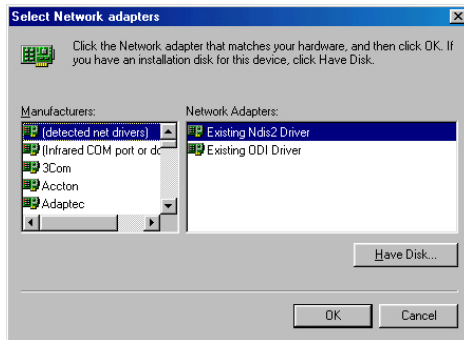 Select Network adapters
Click the Network adapter that matches your hardware, and then click OK. If
you have an installation disk for this device, click Have Disk.
Manufacturers:
(detected net drivers)
(Infrared COM port or dc
3Com
Accton
Adaptec
Network Adapters:
Existing Ndis2 Driver
Existing ODI Driver
Have Disk...
OK
Cancel